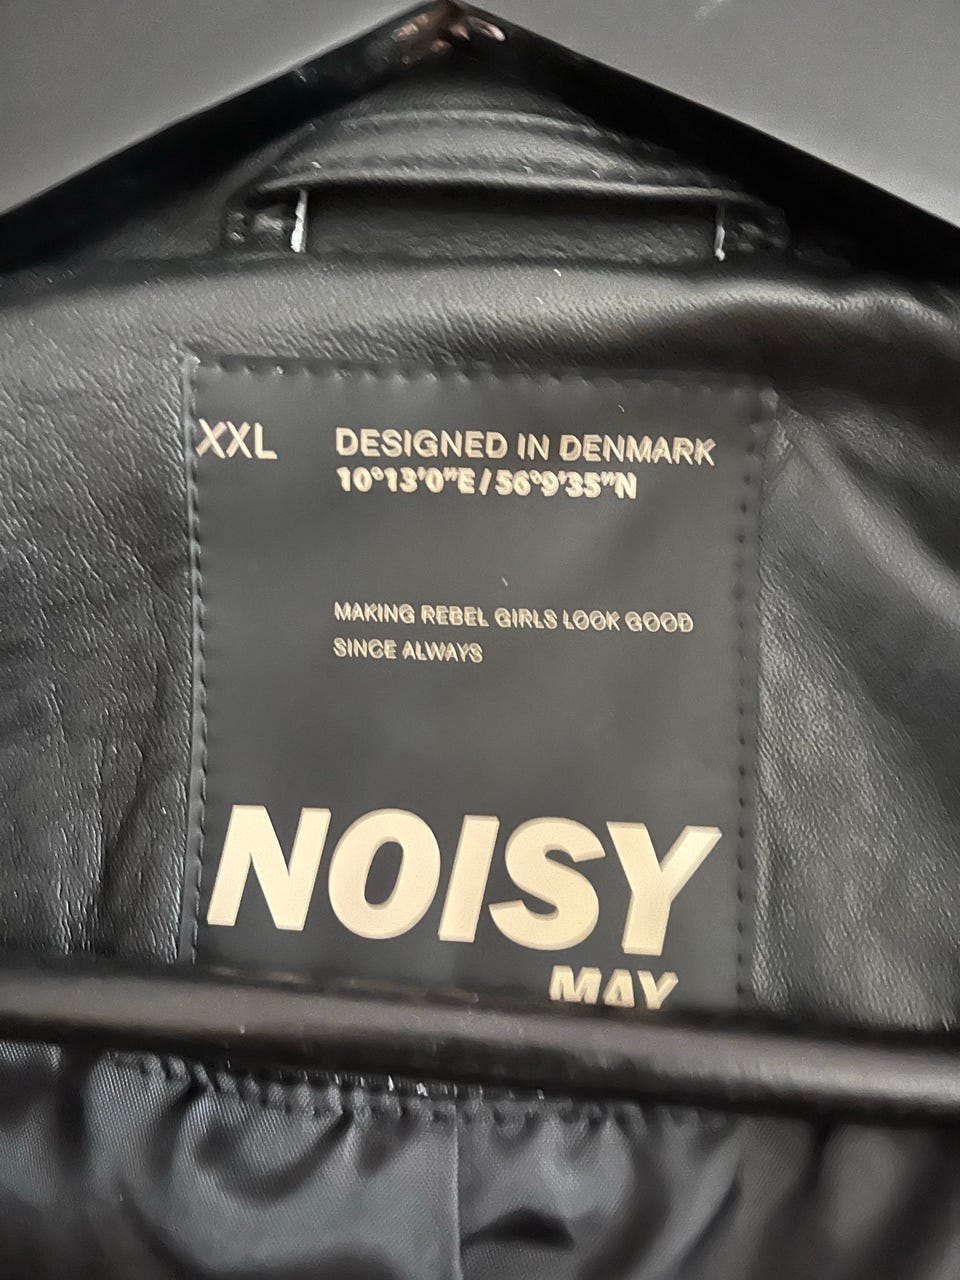 XXL
DESIGNED IN DENMARK
10°13'0"E / 56°9'35"N
MAKING REBEL GIRLS LOOK GOOD
SINCE ALWAYS
NOISY
MAY